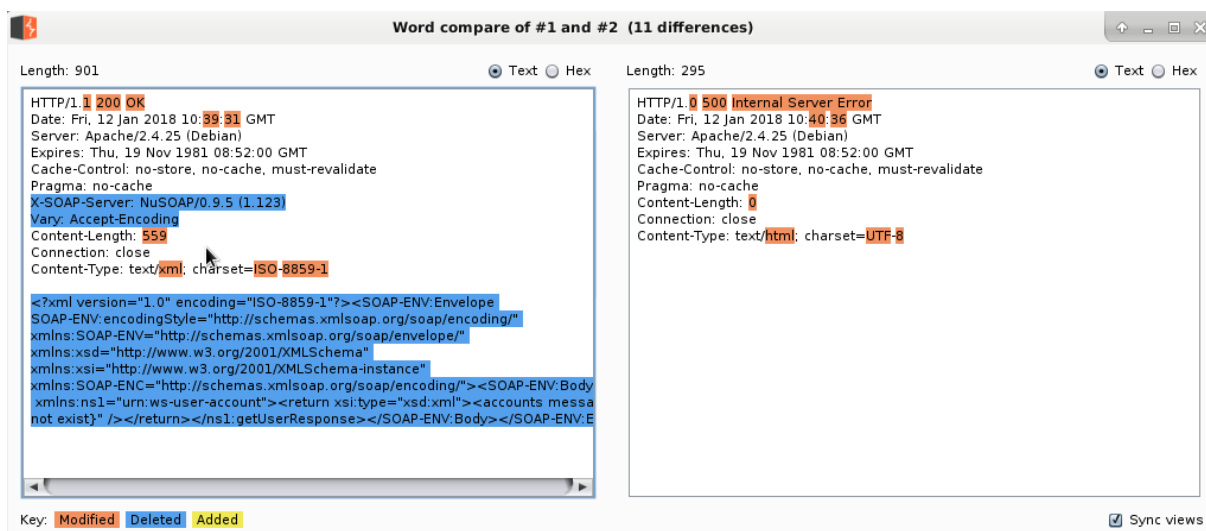 Word compare of #1 and #2 (11 differences)
Length: 901
Text
Hex
Length: 295
Text
Hex
HTTP/1.1 200 OK
Date: Fri, 12 Jan 2018 10:39:31 GMT
Server: Apache/2.4.25 (Debian)
Expires: Thu, 19 Nov 1981 08:52:00 GMT
Cache-Control: no-store, no-cache, must-revalidate
Pragma: no-cache
X-SOAP-Server: NuSOAP/0.9.5 (1.123)
Vary: Accept-Encoding
Content-Length: 559
Connection: close
Content-Type: text/xml; charset=ISO-8859-1
<?xml version="1.0" encoding="ISO-8859-1"?><SOAP-ENV:Envelope
SOAP-ENV:encodingStyle="http://schemas.xmlsoap.org/soap/encoding/"
xmlns:SOAP-ENV="http://schemas.xmlsoap.org/soap/envelope/"
xmlns:xsd="http://www.w3.org/2001/XMLSchema"
xmlns:xsi="http://www.w3.org/2001/XMLSchema-instance"
xmlns:SOAP-ENC="http://schemas.xmlsoap.org/soap/encoding/"><SOAP-ENV:Body
xmlns:ns1="urn:ws-user-account"><return xsi:type="xsd:xml"><accounts messa
not exist}" /></return></ns1:getUserResponse></SOAP-ENV:Body></SOAP-ENV:E
HTTP/1.0 500 Internal Server Error
Date: Fri, 12 Jan 2018 10:40:36 GMT
Server: Apache/2.4.25 (Debian)
Expires: Thu, 19 Nov 1981 08:52:00 GMT
Cache-Control: no-store, no-cache, must-revalidate
Pragma: no-cache
Content-Length: 0
Connection: close
Content-Type: text/html; charset=UTF-8
Key: Modified Deleted Added
Sync views